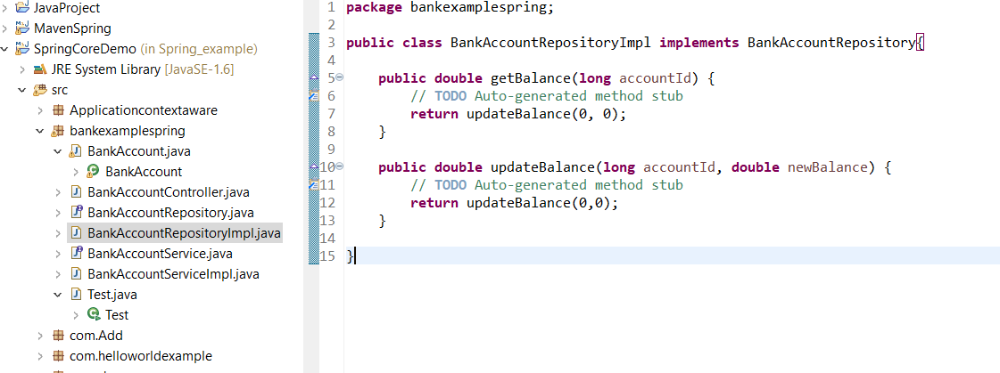 JavaProject
MavenSpring
SpringCoreDemo (in Spring_example)
JRE System Library [JavaSE-1.6]
src
Applicationcontextaware
bankexamplespring
BankAccount.java
BankAccount
BankAccountController.java
BankAccountRepository.java
BankAccountRepositoryImpl.java
BankAccountService.java
BankAccountServiceImpl.java
Test.java
Test
com.Add
com.helloworldexample
1 package bankexamplespring;
2
3 public class BankAccountRepositoryImpl implements BankAccountRepository{
4
5 public double getBalance(long accountId) {
6 // TODO Auto-generated method stub
7 return updateBalance(0, 0);
8 }
9
10 public double updateBalance(long accountId, double newBalance) {
11 // TODO Auto-generated method stub
12 return updateBalance(0,0);
13 }
14
15 }